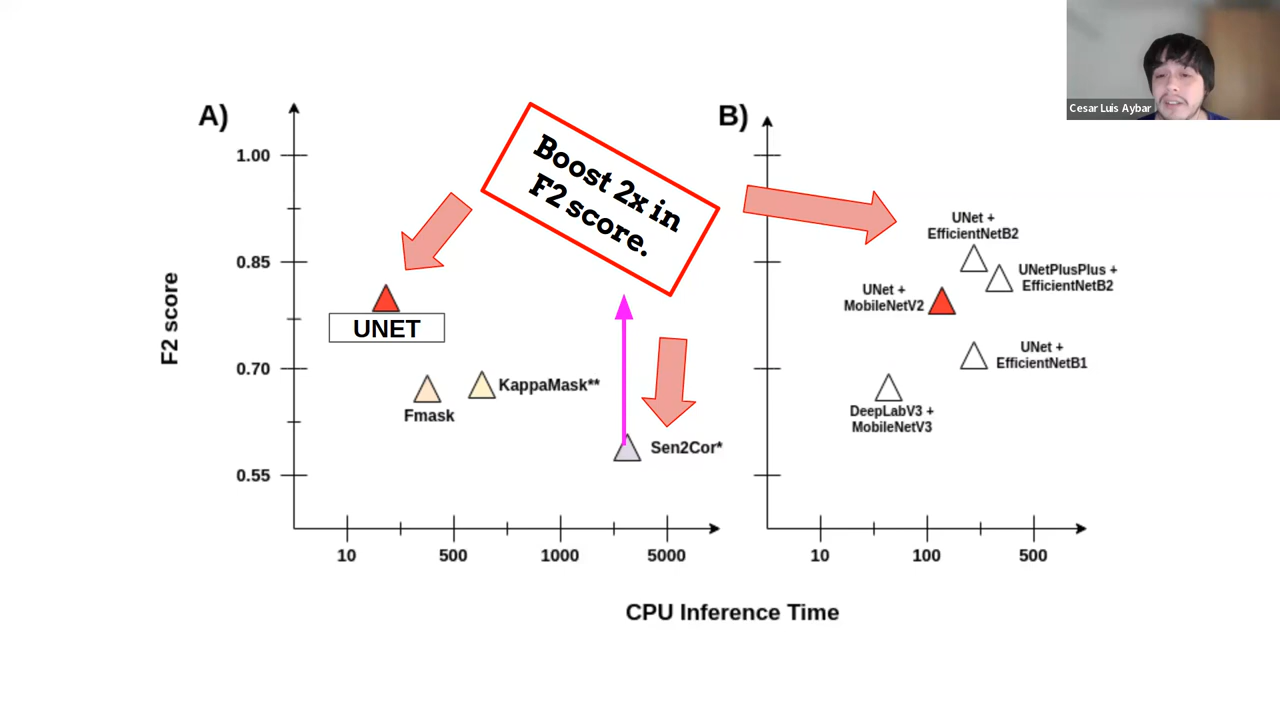 Cesar Luis Aybar
A)
B)
Boost 2x in
F2 score.
1.00
0.85
0.70
0.55
F2 score
UNET
Fmask
KappaMask**
Sen2Cor*
10
500
1000
5000
UNet +
EfficientNetB2
UNetPlusPlus +
EfficientNetB2
UNet +
MobileNetV2
UNet +
EfficientNetB1
DeepLabV3 +
MobileNetV3
10
100
500
CPU Inference Time